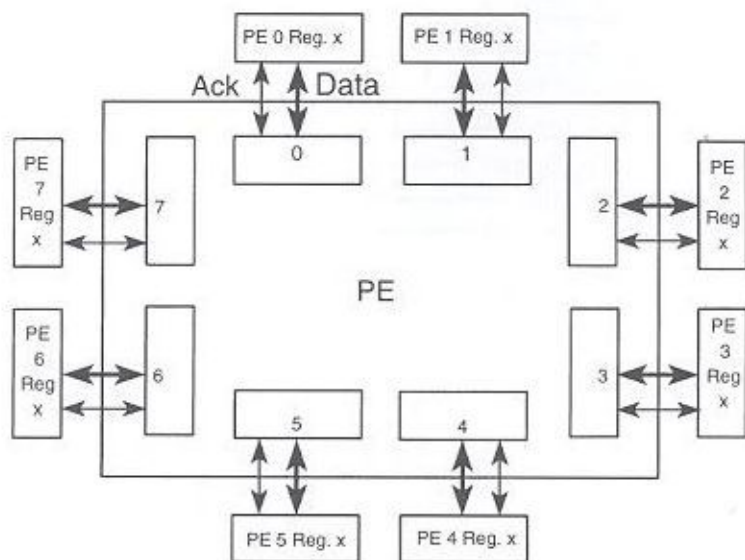 PE 0 Reg. x
PE 1 Reg. x
Ack
Data
0
1
PE
7
Reg
x
7
2
PE
2
Reg
x
PE
PE
6
Reg
x
6
3
PE
3
Reg
x
5
4
PE 5 Reg. x
PE 4 Reg. x